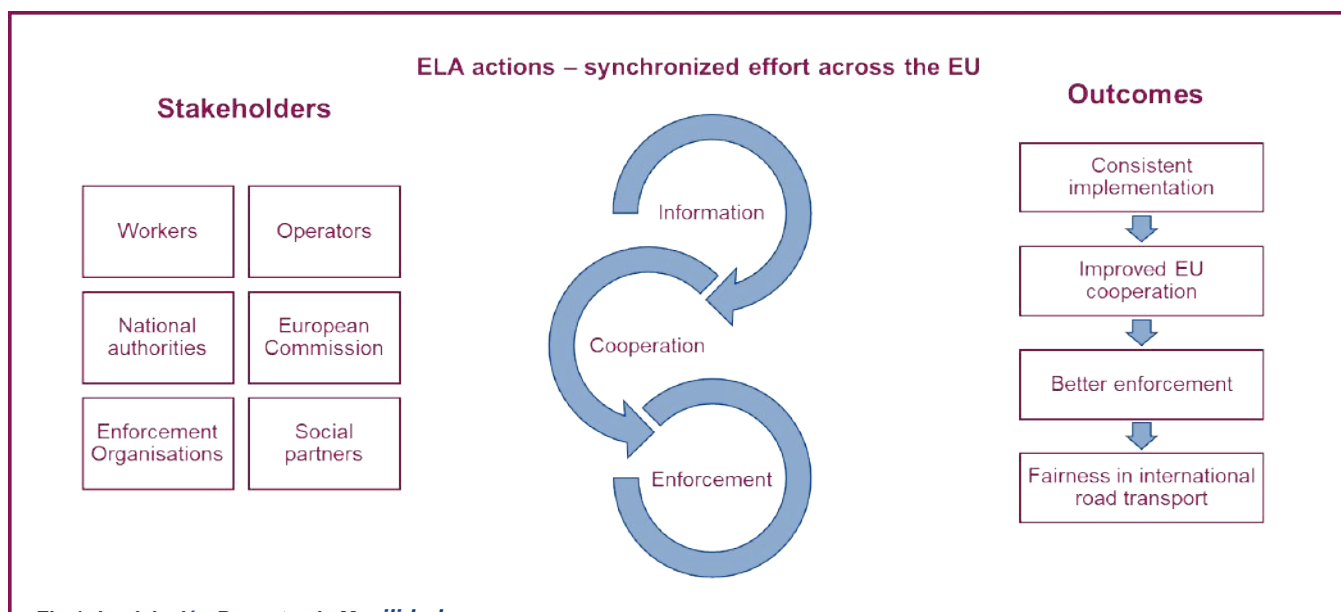 ELA actions – synchronized effort across the EU
Stakeholders
Workers
Operators
National
authorities
European
Commission
Enforcement
Organisations
Social
partners
Information
Cooperation
Enforcement
Outcomes
Consistent
implementation
Improved EU
cooperation
Better enforcement
Fairness in international
road transport